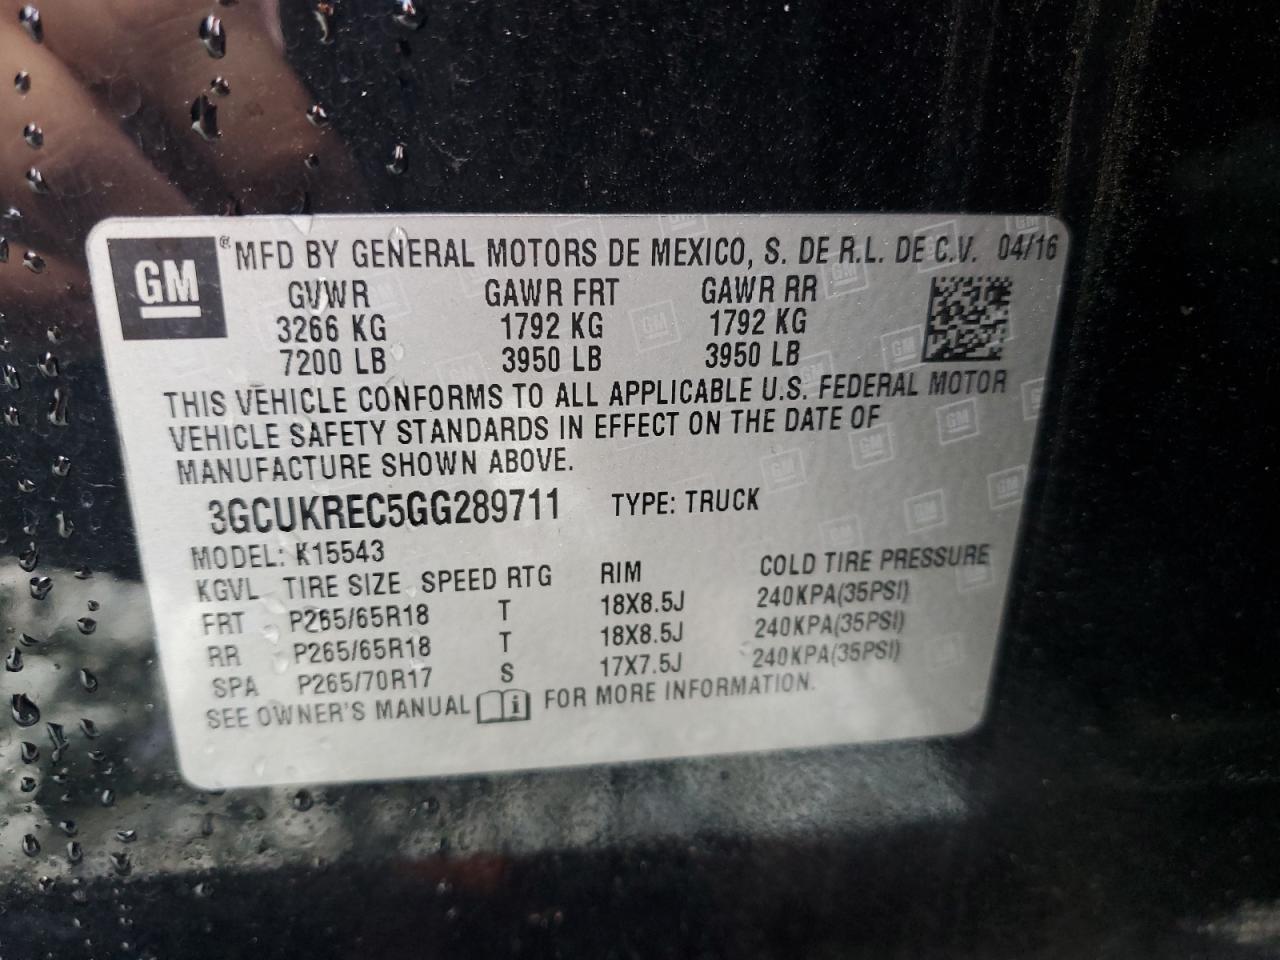 GM ® MFD BY GENERAL MOTORS DE MEXICO, S. DE R.L. DE C.V. 04/16
GVWR GAWR FRT GAWR RR
3266 KG 1792 KG 1792 KG
7200 LB 3950 LB 3950 LB
THIS VEHICLE CONFORMS TO ALL APPLICABLE U.S. FEDERAL MOTOR
VEHICLE SAFETY STANDARDS IN EFFECT ON THE DATE OF
MANUFACTURE SHOWN ABOVE.
3GCUKREC5GG289711 TYPE: TRUCK
MODEL: K15543
KGVL TIRE SIZE SPEED RTG RIM COLD TIRE PRESSURE
FRT P265/65R18 T 18X8.5J 240KPA(35PSI)
RR P265/65R18 T 18X8.5J 240KPA(35PSI)
SPA P265/70R17 S 17X7.5J 240KPA(35PSI)
SEE OWNER'S MANUAL i FOR MORE INFORMATION.